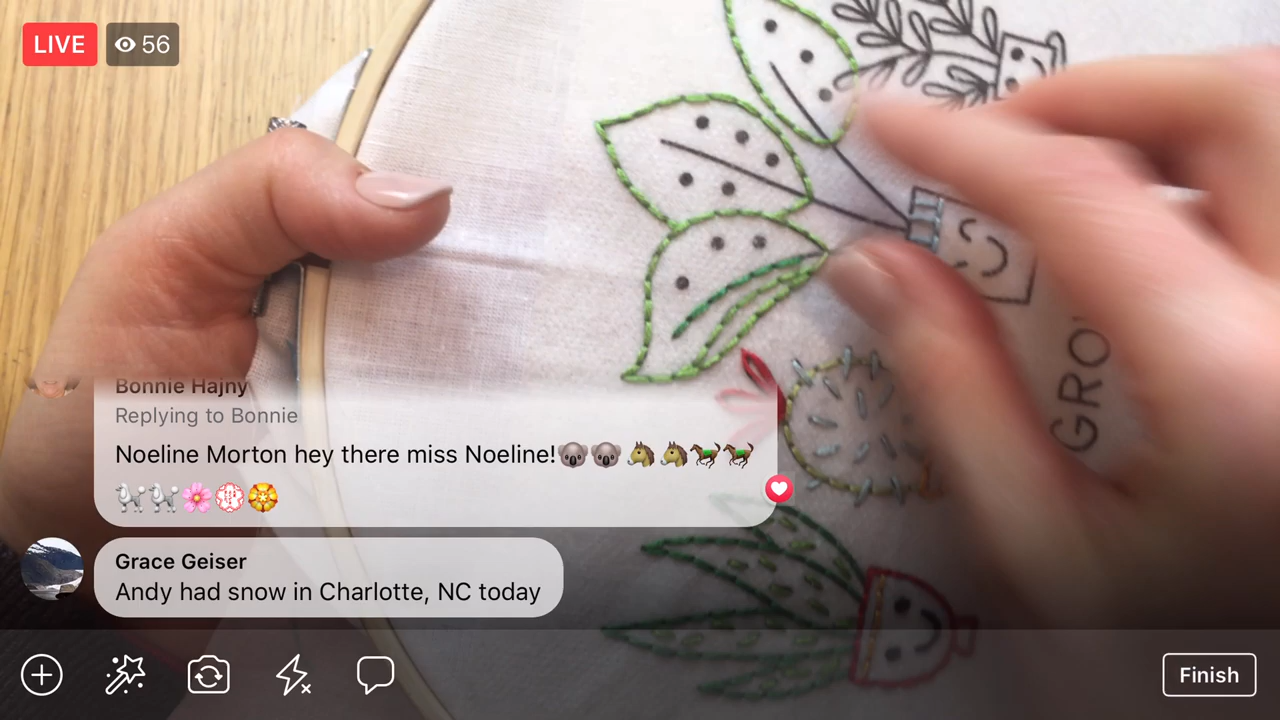 LIVE
56
GRO
Bonnie Hajny
Replying to Bonnie
Noeline Morton hey there miss Noeline!🐨🐨🐴🐴🐎🐎
🐩🐩🌸💮🏵️
Grace Geiser
Andy had snow in Charlotte, NC today
Finish